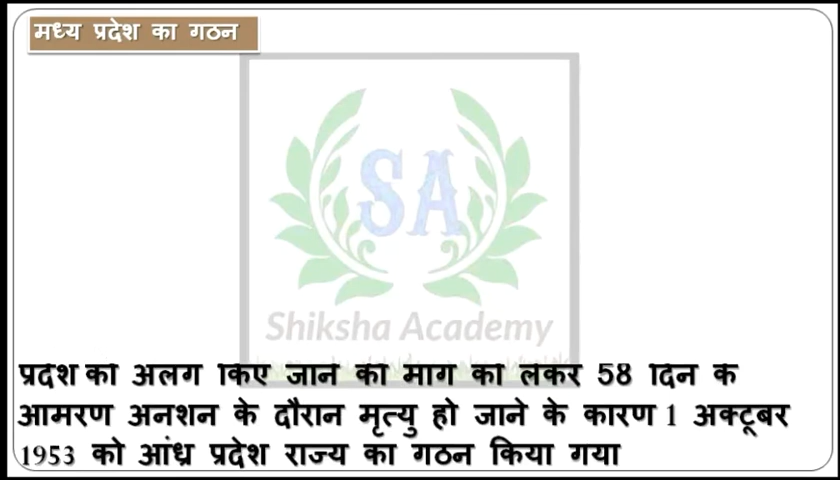 मध्य प्रदेश का गठन
SA
Shiksha Academy
प्रदेश को अलग किए जाने की मांग को लेकर 58 दिन के
आमरण अनशन के दौरान मृत्यु हो जाने के कारण 1 अक्टूबर
1953 को आंध्र प्रदेश राज्य का गठन किया गया